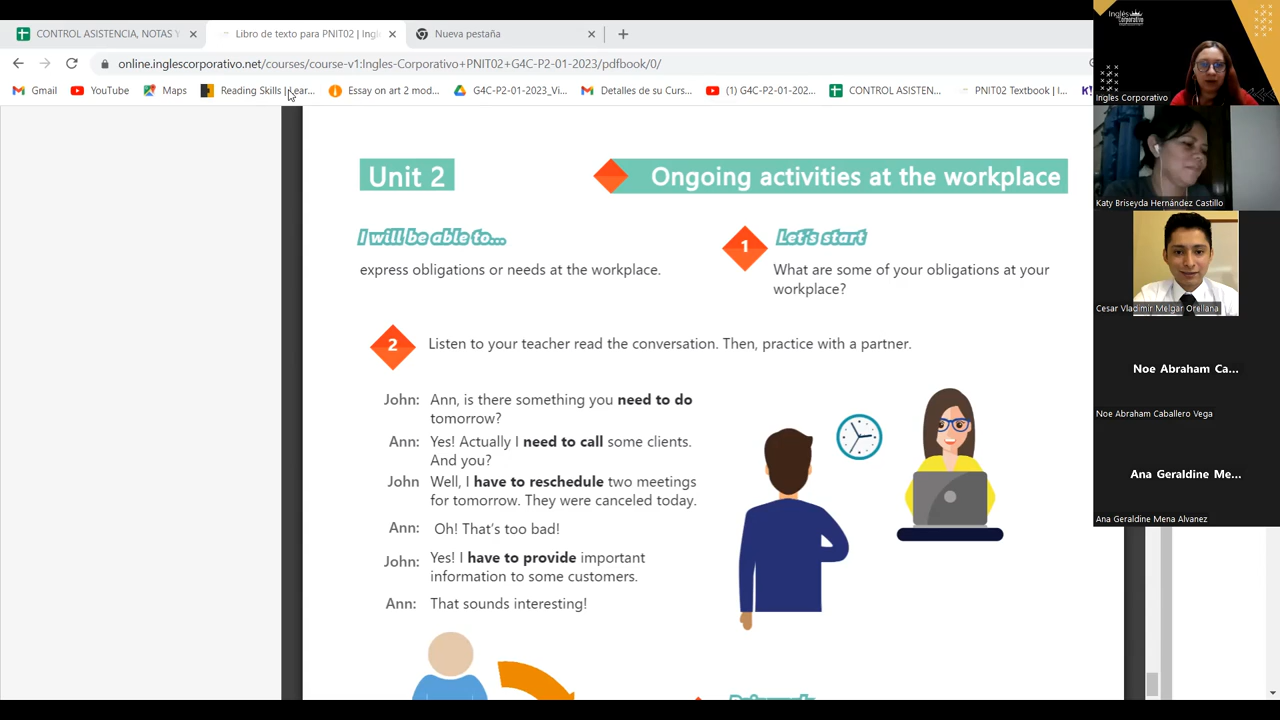 CONTROL ASISTENCIA, NOTAS Y
Libro de texto para PNIT02 | Ingl
Nueva pestaña
online.inglescorporativo.net/courses/course-v1:Ingles-Corporativo+PNIT02+G4C-P2-01-2023/pdfbook/0/
Gmail
YouTube
Maps
Reading Skills | Lear...
Essay on art 2 mod...
G4C-P2-01-2023_Vi...
Detalles de su Curs...
(1) G4C-P2-01-202...
CONTROL ASISTEN...
PNIT02 Textbook | I...
Unit 2
Ongoing activities at the workplace
I will be able to...
express obligations or needs at the workplace.
1
Let's start
What are some of your obligations at your
workplace?
2
Listen to your teacher read the conversation. Then, practice with a partner.
John: Ann, is there something you need to do
tomorrow?
Ann: Yes! Actually I need to call some clients.
And you?
John Well, I have to reschedule two meetings
for tomorrow. They were canceled today.
Ann: Oh! That's too bad!
John: Yes! I have to provide important
information to some customers.
Ann: That sounds interesting!
Inglés
Corporativo
Ingles Corporativo
Katy Briseyda Hernández Castillo
Cesar Vladimir Melgar Orellana
Noe Abraham Ca...
Noe Abraham Caballero Vega
Ana Geraldine Me...
Ana Geraldine Mena Alvanez